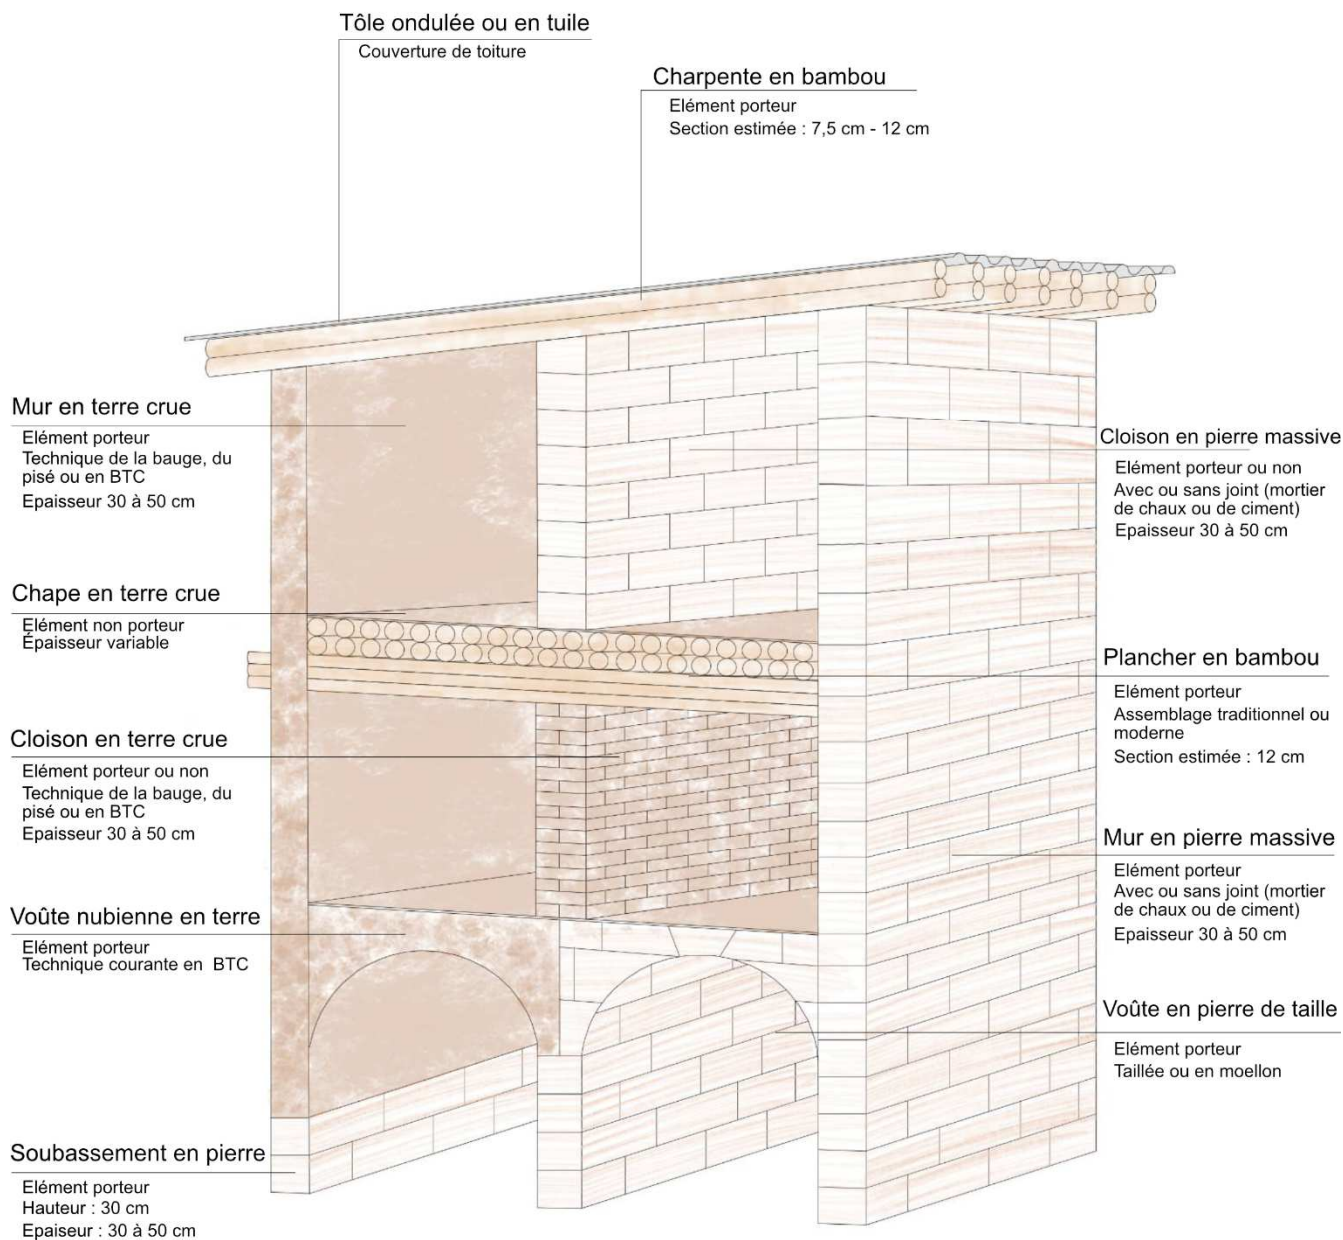 Tôle ondulée ou en tuile
Couverture de toiture
Charpente en bambou
Elément porteur
Section estimée : 7,5 cm - 12 cm
Mur en terre crue
Elément porteur
Technique de la bauge, du
pisé ou en BTC
Epaisseur 30 à 50 cm
Chape en terre crue
Elément non porteur
Épaisseur variable
Cloison en terre crue
Elément porteur ou non
Technique de la bauge, du
pisé ou en BTC
Epaisseur 30 à 50 cm
Voûte nubienne en terre
Elément porteur
Technique courante en BTC
Soubassement en pierre
Elément porteur
Hauteur : 30 cm
Epaiseur : 30 à 50 cm
Cloison en pierre massive
Elément porteur ou non
Avec ou sans joint (mortier
de chaux ou de ciment)
Epaisseur 30 à 50 cm
Plancher en bambou
Elément porteur
Assemblage traditionnel ou
moderne
Section estimée : 12 cm
Mur en pierre massive
Elément porteur
Avec ou sans joint (mortier
de chaux ou de ciment)
Epaisseur 30 à 50 cm
Voûte en pierre de taille
Elément porteur
Taillée ou en moellon